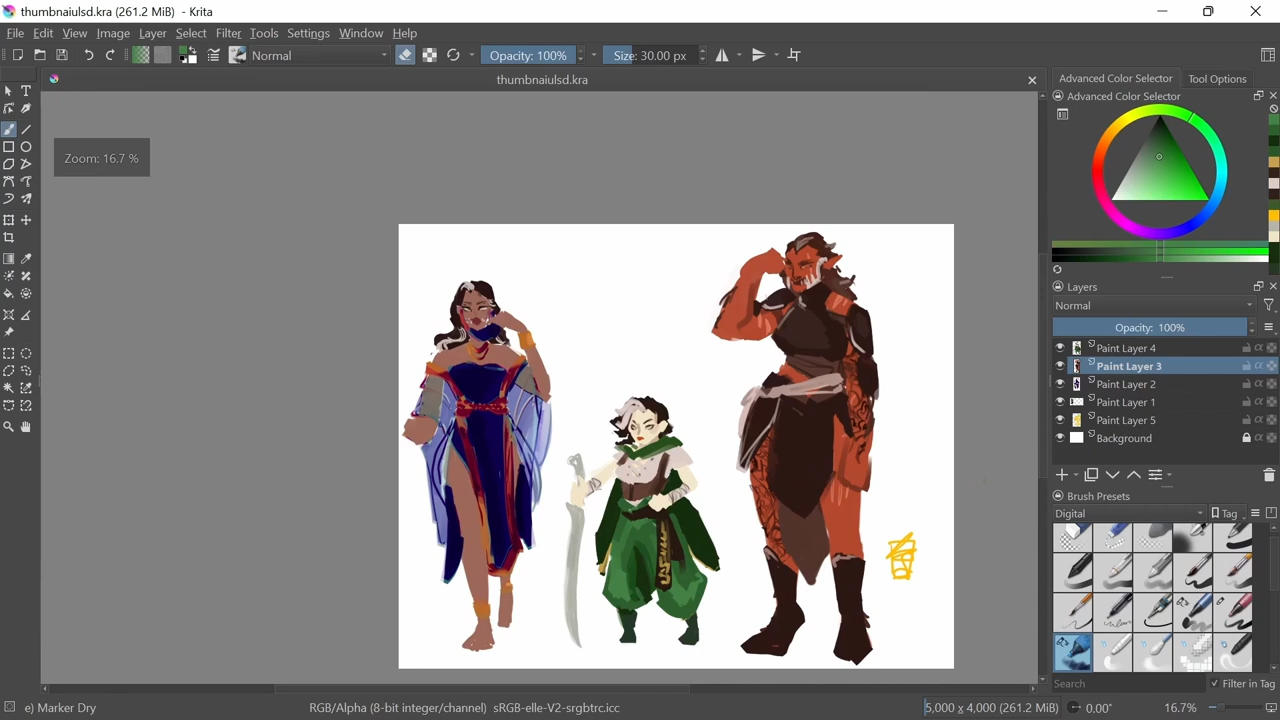 thumbnaiulsd.kra (261.2 MiB) - Krita
File Edit View Image Layer Select Filter Tools Settings Window Help
Normal
Opacity: 100%
Size: 30.00 px
thumbnaiulsd.kra
Advanced Color Selector
Tool Options
Advanced Color Selector
Zoom: 16.7 %
Layers
Normal
Opacity: 100%
Paint Layer 4
Paint Layer 3
Paint Layer 2
Paint Layer 1
Paint Layer 5
Background
Brush Presets
Digital
Tag
Search
Filter in Tag
e) Marker Dry
RGB/Alpha (8-bit integer/channel) sRGB-elle-V2-srgbtrc.icc
5,000 x 4,000 (261.2 MiB)
0.00°
16.7%